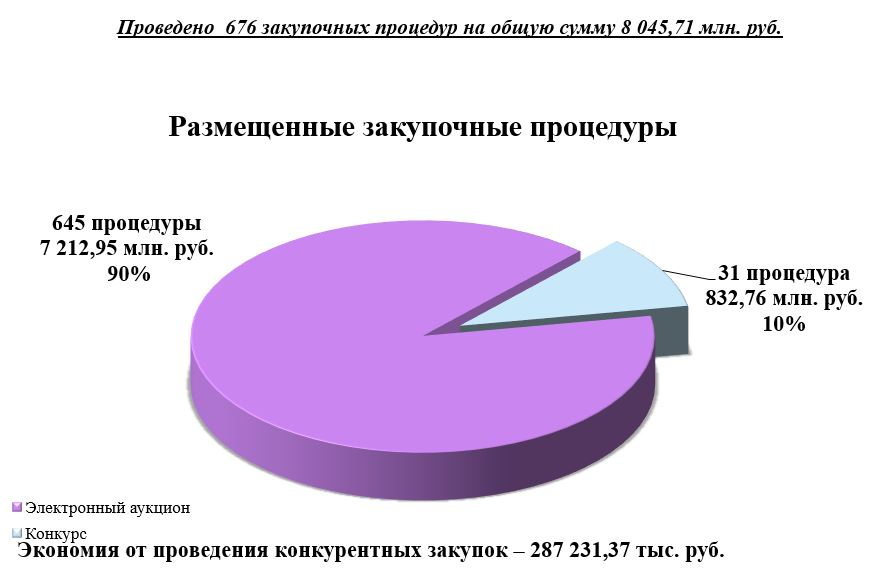 Проведено 676 закупочных процедур на общую сумму 8 045,71 млн. руб.
Размещенные закупочные процедуры
645 процедуры
7 212,95 млн. руб.
90%
31 процедура
832,76 млн. руб.
10%
Электронный аукцион
Конкурс
Экономия от проведения конкурентных закупок – 287 231,37 тыс. руб.